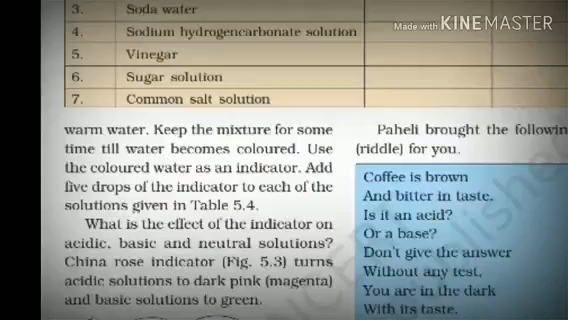 3. Soda water
Made with KINEMASTER
4. Sodium hydrogencarbonate solution
5. Vinegar
6. Sugar solution
7. Common salt solution
warm water. Keep the mixture for some
time till water becomes coloured. Use
the coloured water as an indicator. Add
five drops of the indicator to each of the
solutions given in Table 5.4.
What is the effect of the indicator on
acidic, basic and neutral solutions?
China rose indicator (Fig. 5.3) turns
acidic solutions to dark pink (magenta)
and basic solutions to green.
Paheli brought the followin
(riddle) for you.
Coffee is brown
And bitter in taste.
Is it an acid?
Or a base?
Don't give the answer
Without any test,
You are in the dark
With its taste.